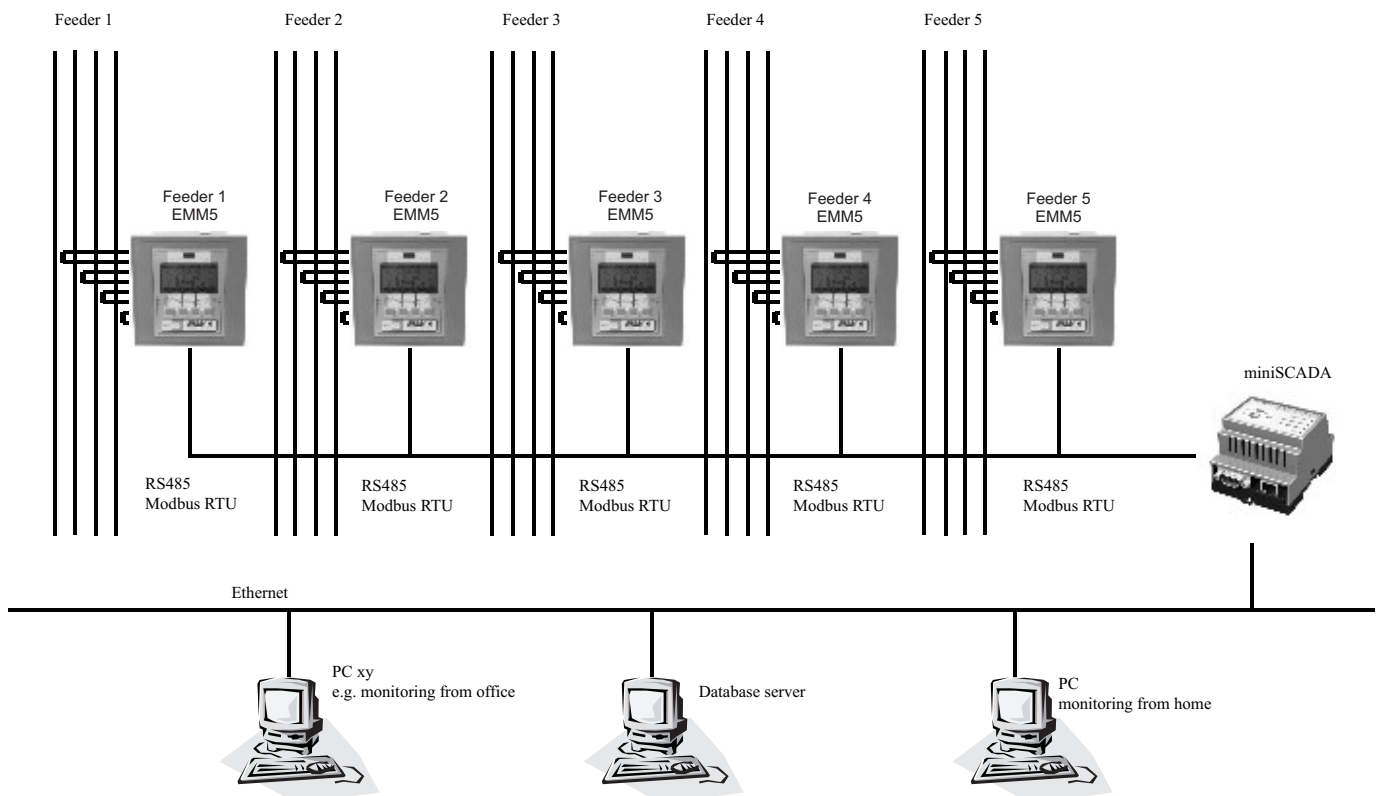 Feeder 1
Feeder 2
Feeder 3
Feeder 4
Feeder 5
Feeder 1
EMM5
Feeder 2
EMM5
Feeder 3
EMM5
Feeder 4
EMM5
Feeder 5
EMM5
miniSCADA
RS485
Modbus RTU
RS485
Modbus RTU
RS485
Modbus RTU
RS485
Modbus RTU
RS485
Modbus RTU
Ethernet
PC xy
e.g. monitoring from office
Database server
PC
monitoring from home